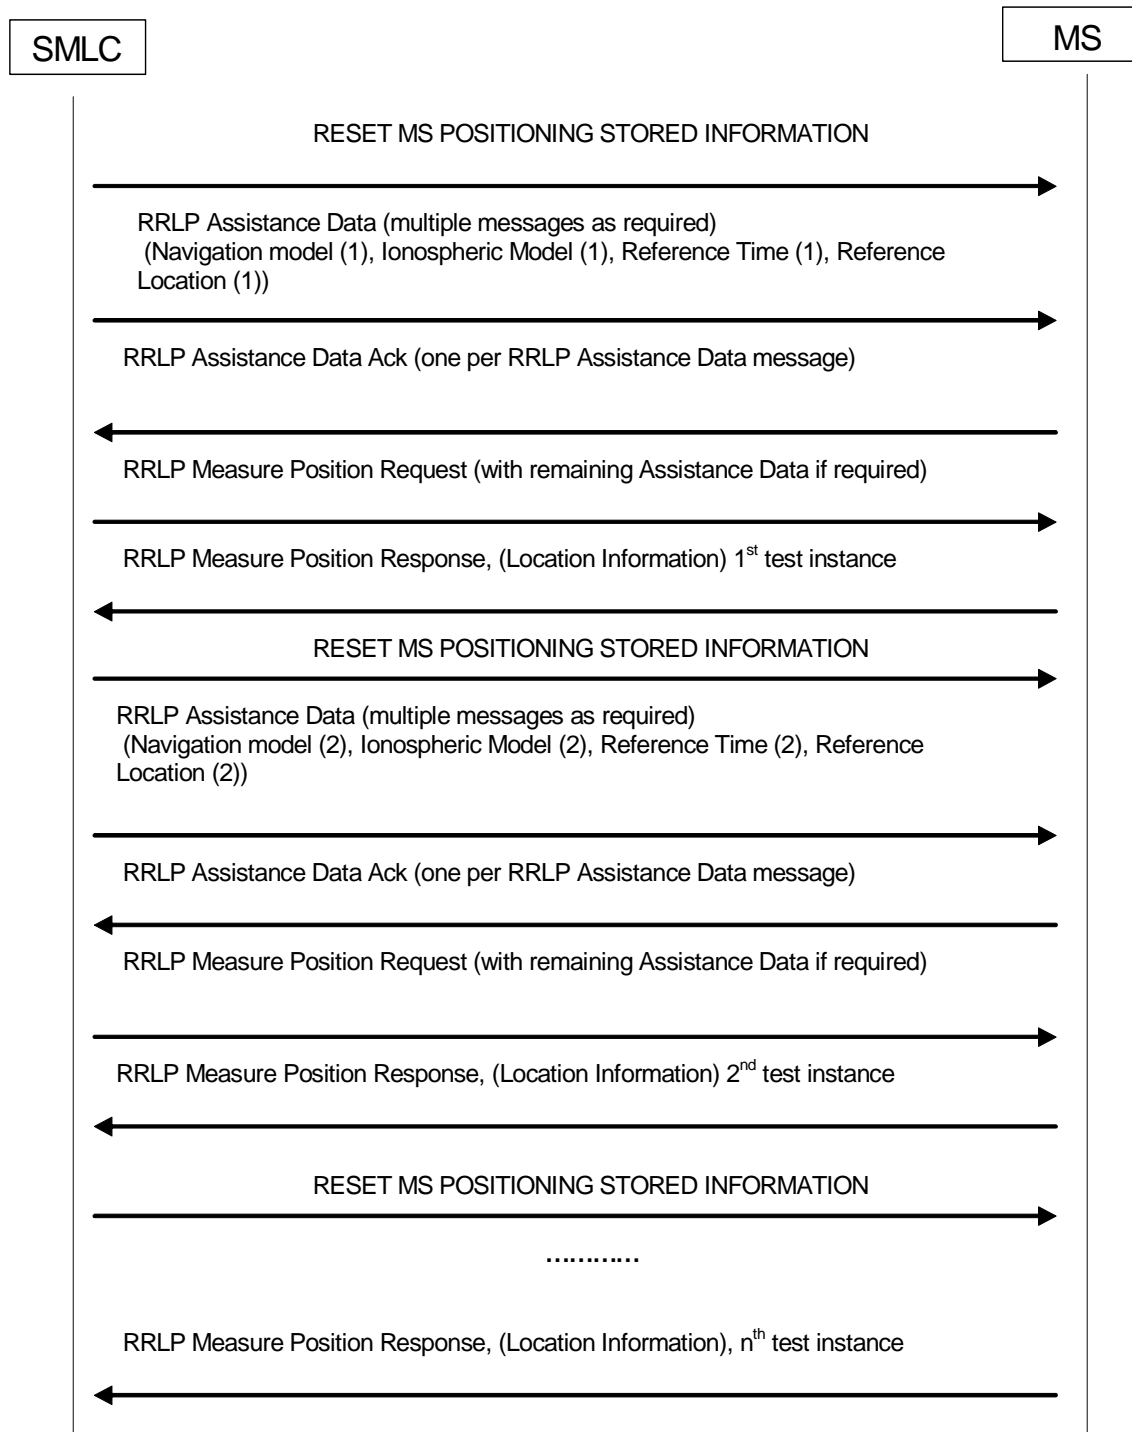 SMLC
MS
RESET MS POSITIONING STORED INFORMATION
RRLP Assistance Data (multiple messages as required)
(Navigation model (1), Ionospheric Model (1), Reference Time (1), Reference
Location (1))
RRLP Assistance Data Ack (one per RRLP Assistance Data message)
RRLP Measure Position Request (with remaining Assistance Data if required)
RRLP Measure Position Response, (Location Information) 1st test instance
RESET MS POSITIONING STORED INFORMATION
RRLP Assistance Data (multiple messages as required)
(Navigation model (2), Ionospheric Model (2), Reference Time (2), Reference
Location (2))
RRLP Assistance Data Ack (one per RRLP Assistance Data message)
RRLP Measure Position Request (with remaining Assistance Data if required)
RRLP Measure Position Response, (Location Information) 2nd test instance
RESET MS POSITIONING STORED INFORMATION
…………
RRLP Measure Position Response, (Location Information), nth test instance